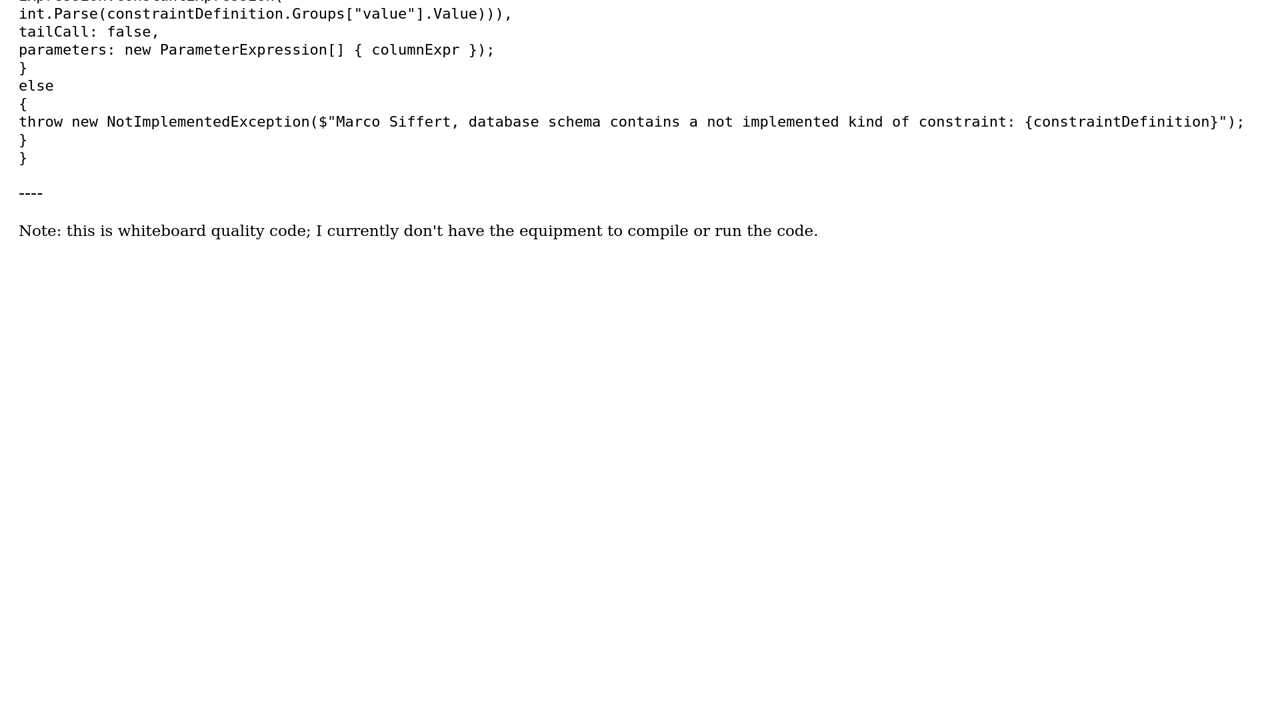 int.Parse(constraintDefinition.Groups["value"].Value))),
tailCall: false,
parameters: new ParameterExpression[] { columnExpr });
}
else
{
throw new NotImplementedException($"Marco Siffert, database schema contains a not implemented kind of constraint: {constraintDefinition}");
}
}
----
Note: this is whiteboard quality code; I currently don't have the equipment to compile or run the code.